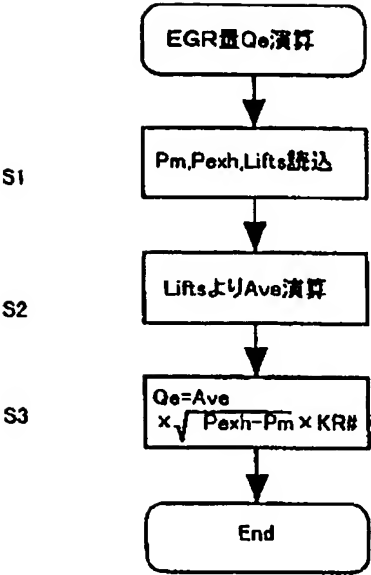 EGR量Qe演算
S1
Pm,Pexh,Lifts読込
S2
LiftsよりAve演算
S3
Qe=Ave
×√Pexh-Pm×KR#
End